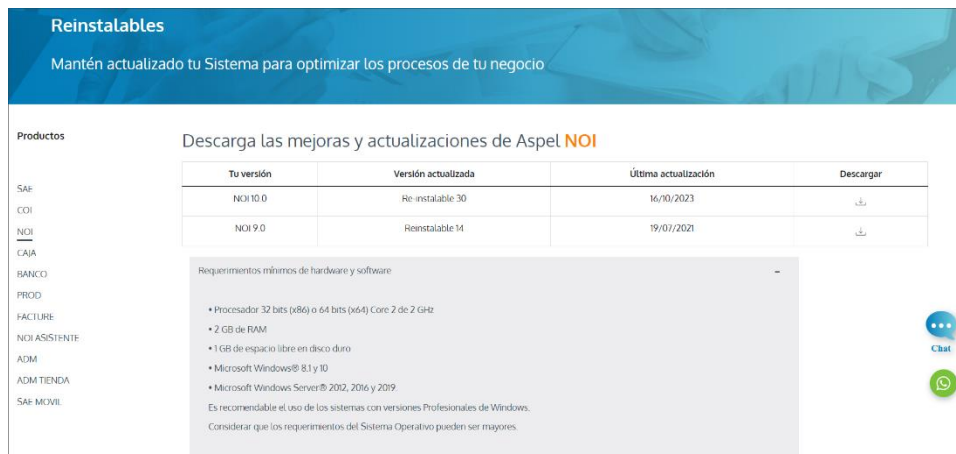 Reinstalables
Mantén actualizado tu Sistema para optimizar los procesos de tu negocio
Productos
SAE
COI
NOI
CAJA
BANCO
PROD
FACTURE
NOI ASISTENTE
ADM
ADM TIENDA
SAE MOVIL
Descarga las mejoras y actualizaciones de Aspel NOI
Tu versión Versión actualizada Última actualización Descargar
NOI 10.0 Re-instalable 30 16/10/2023
NOI 9.0 Reinstalable 14 19/07/2021
Requerimientos mínimos de hardware y software –
• Procesador 32 bits (x86) o 64 bits (x64) Core 2 de 2 GHz
• 2 GB de RAM
• 1 GB de espacio libre en disco duro
• Microsoft Windows® 8.1 y 10
• Microsoft Windows Server® 2012, 2016 y 2019.
Es recomendable el uso de los sistemas con versiones Profesionales de Windows.
Considerar que los requerimientos del Sistema Operativo pueden ser mayores.
Chat